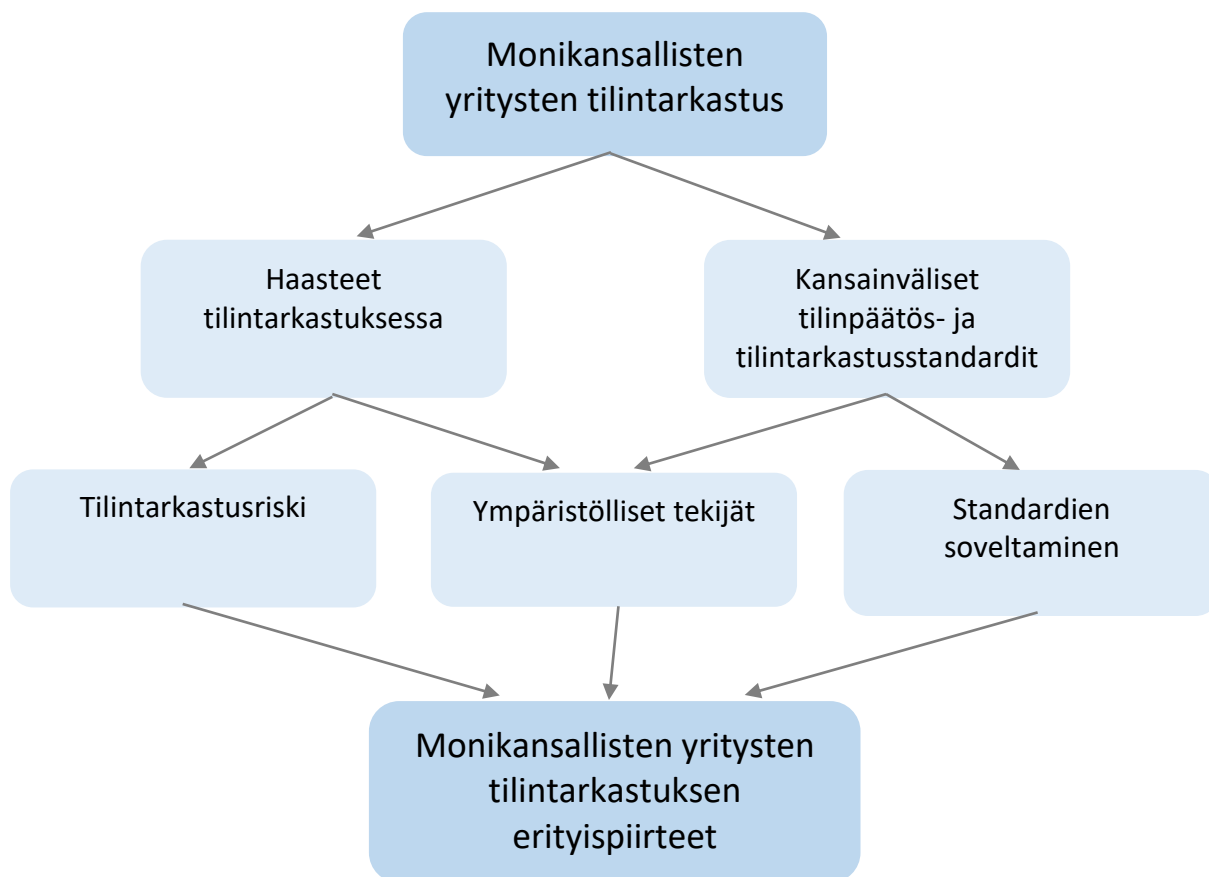 Monikansallisten
yritysten tilintarkastus
Haasteet
tilintarkastuksessa
Kansainväliset
tilinpäätös- ja
tilintarkastusstandardit
Tilintarkastusriski
Ympäristölliset tekijät
Standardien
soveltaminen
Monikansallisten yritysten
tilintarkastuksen
erityispiirteet